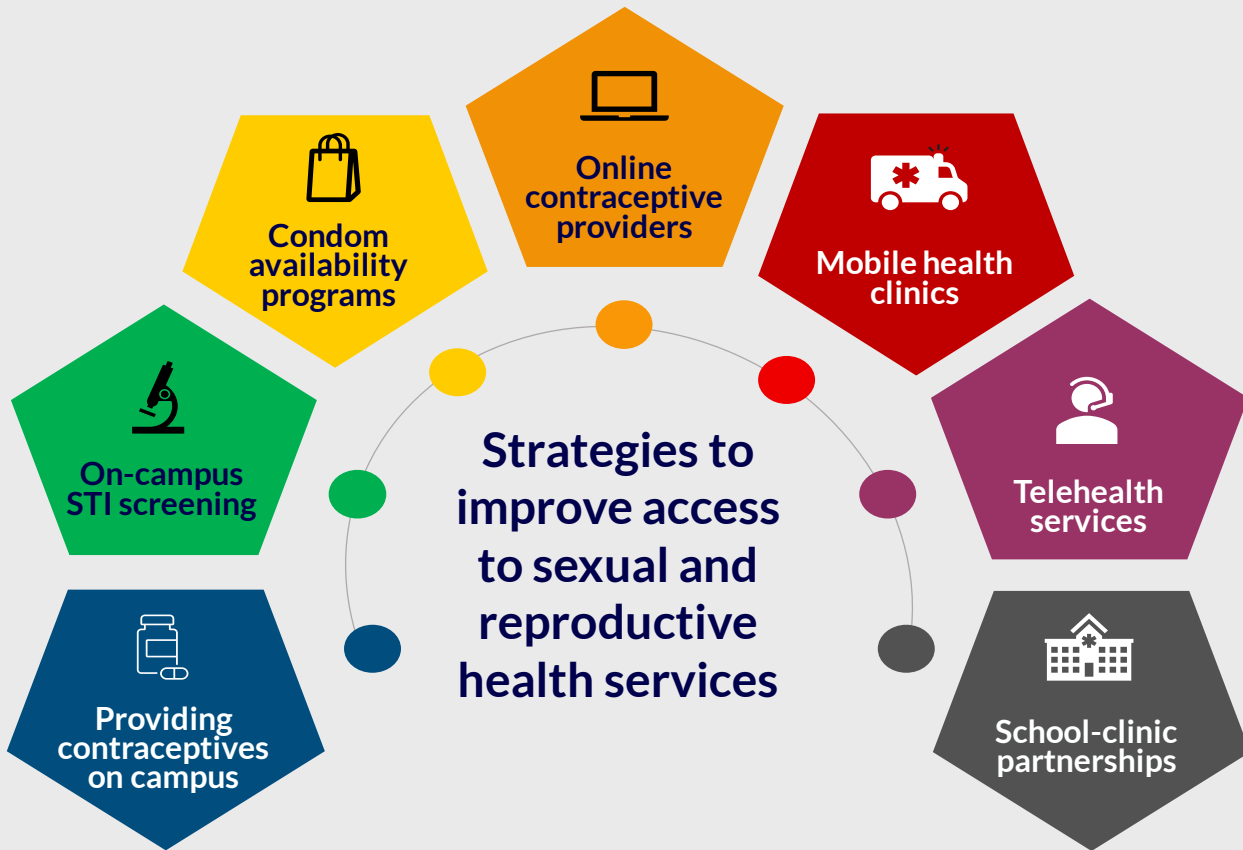 Online
contraceptive
providers
Condom
availability
programs
Mobile health
clinics
On-campus
STI screening
Strategies to
improve access
to sexual and
reproductive
health services
Telehealth
services
Providing
contraceptives
on campus
School-clinic
partnerships